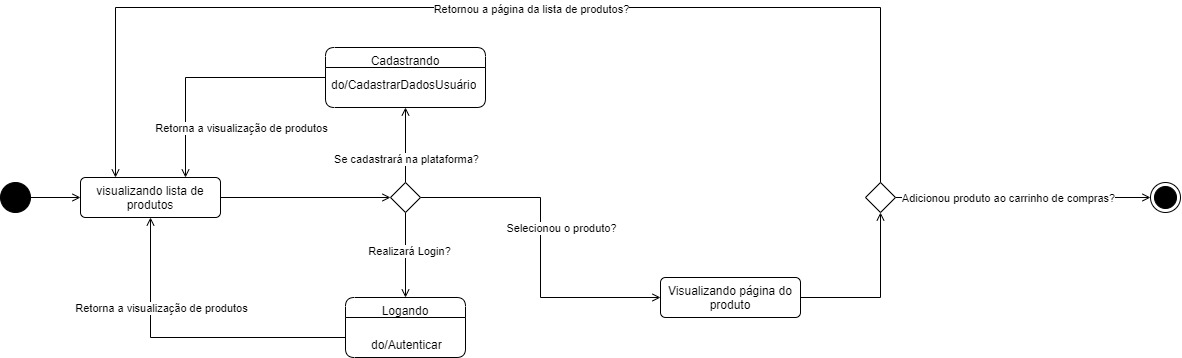 Retornou a página da lista de produtos?
Cadastrando
do/CadastrarDadosUsuário
Retorna a visualização de produtos
Se cadastrará na plataforma?
visualizando lista de
produtos
Adicionou produto ao carrinho de compras?
Selecionou o produto?
Realizará Login?
Visualizando página do
produto
Retorna a visualização de produtos
Logando
do/Autenticar